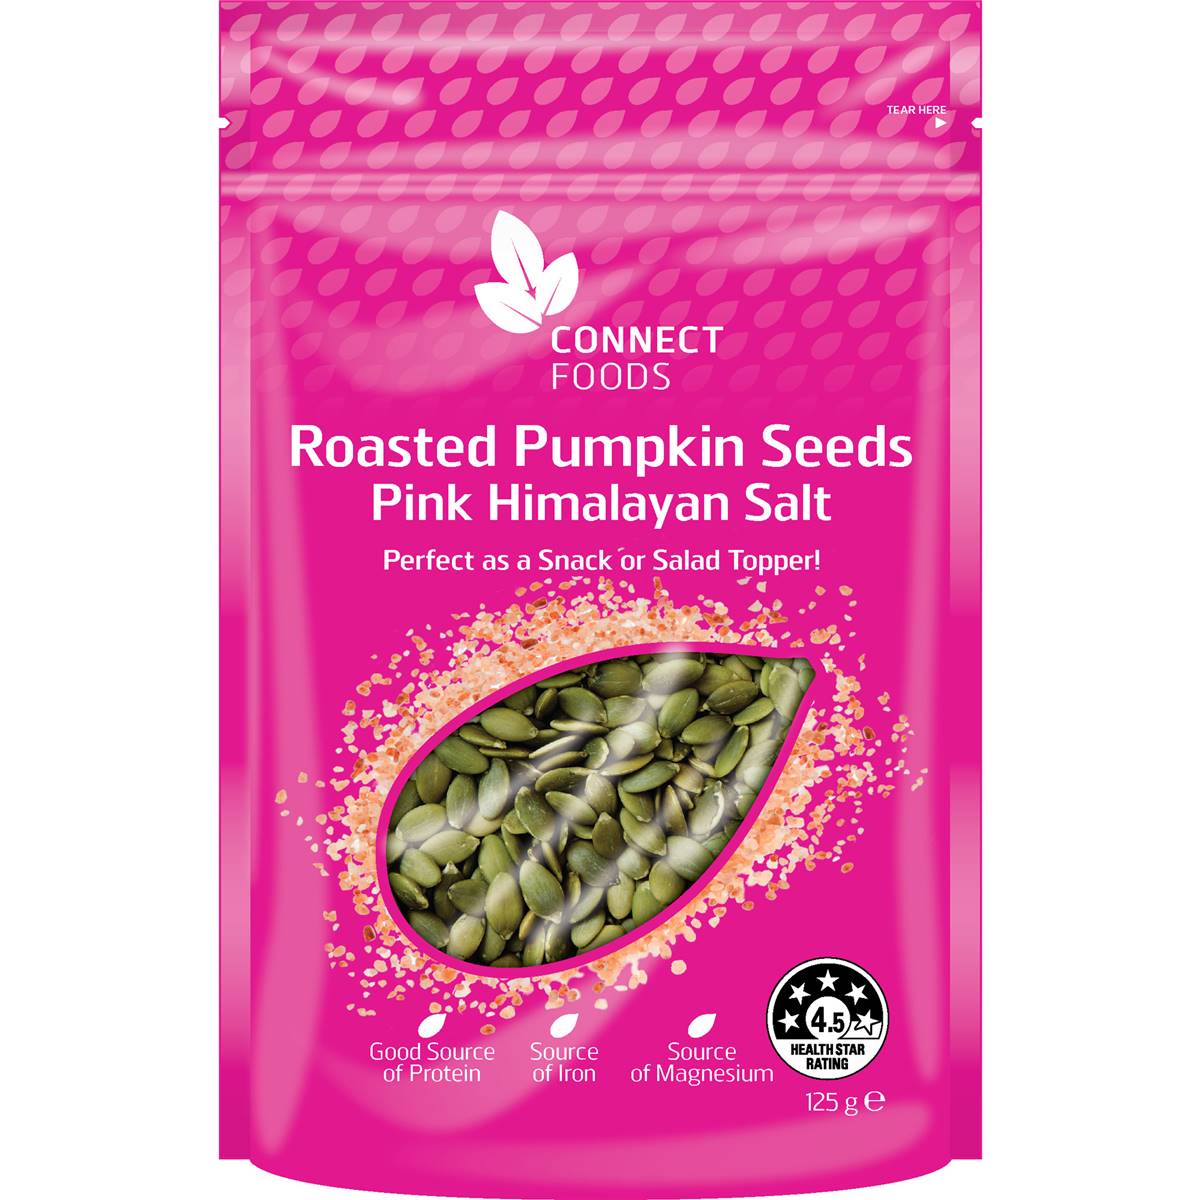 TEAR HERE
CONNECT
FOODS
Roasted Pumpkin Seeds
Pink Himalayan Salt
Perfect as a Snack or Salad Topper!
Good Source
of Protein
Source
of Iron
Source
of Magnesium
4.5
HEALTH STAR
RATING
125 g ℮